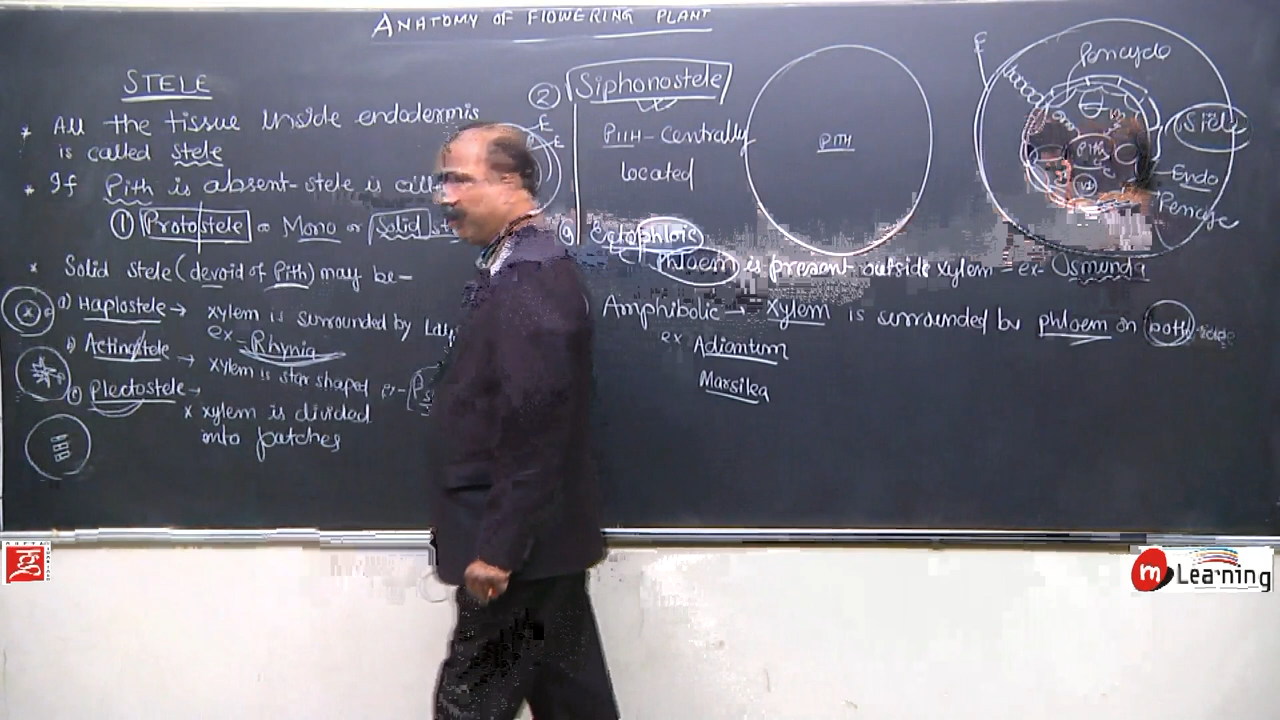 ANATOMY OF FlOWERING PLANT
STELE
* All the tissue inside endodermis
is called stele
* If Pith is absent-stele is
① Protostele or Mono or Solid
* Solid stele (devoid of Pith) may be-
a) Haplostele → xylem is surrounded by
ex - Rhynia
b) Actinostele → xylem is star shaped ex-
c) Plectostele →
* xylem is divided
into patches
② Siphonostele
PITH - centrally
located
Ectophloic
Phloem is present outside xylem = ex- Osmunda
Amphibolic → Xylem is surrounded by phloem on both side
ex Adiantum
Marsilea
E
E
PITH
E
Pericycle
Stele
Pith
Endo
Pericycle
m Learning